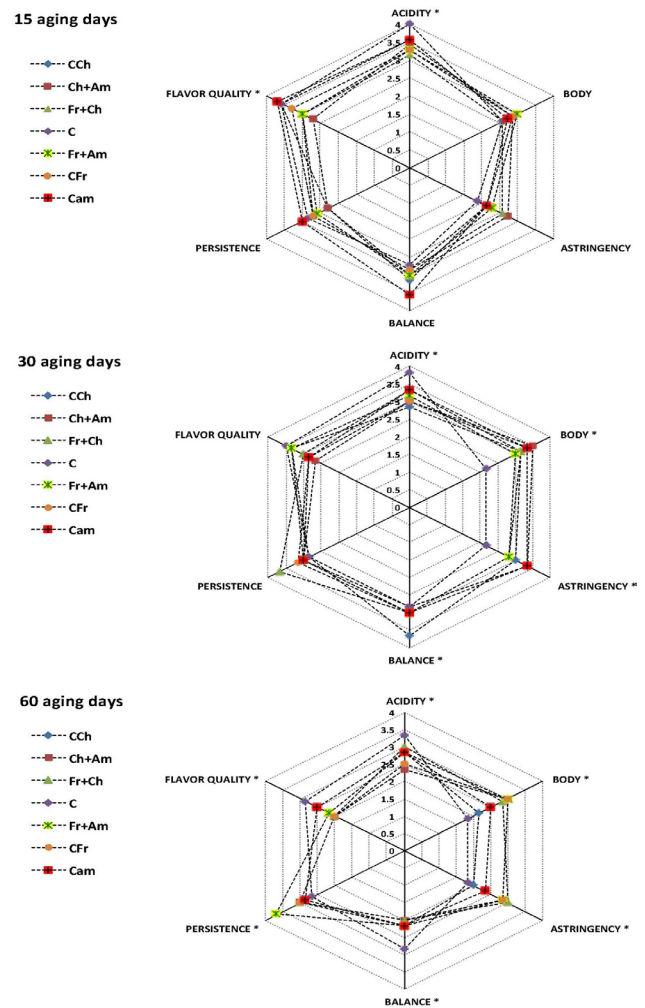 15 aging days
CCh
Ch+Am
Fr+Ch
C
Fr+Am
CFr
Cam
ACIDITY *
4
3.5
3
2.5
2
1.5
1
0.5
0
BODY
ASTRINGENCY
BALANCE
PERSISTENCE
FLAVOR QUALITY *
30 aging days
CCh
Ch+Am
Fr+Ch
C
Fr+Am
CFr
Cam
ACIDITY *
4
3.5
3
2.5
2
1.5
1
0.5
0
BODY *
ASTRINGENCY *
BALANCE *
PERSISTENCE
FLAVOR QUALITY
60 aging days
CCh
Ch+Am
Fr+Ch
C
Fr+Am
CFr
Cam
ACIDITY *
4
3.5
3
2.5
2
1.5
1
0.5
0
BODY *
ASTRINGENCY *
BALANCE *
PERSISTENCE *
FLAVOR QUALITY *